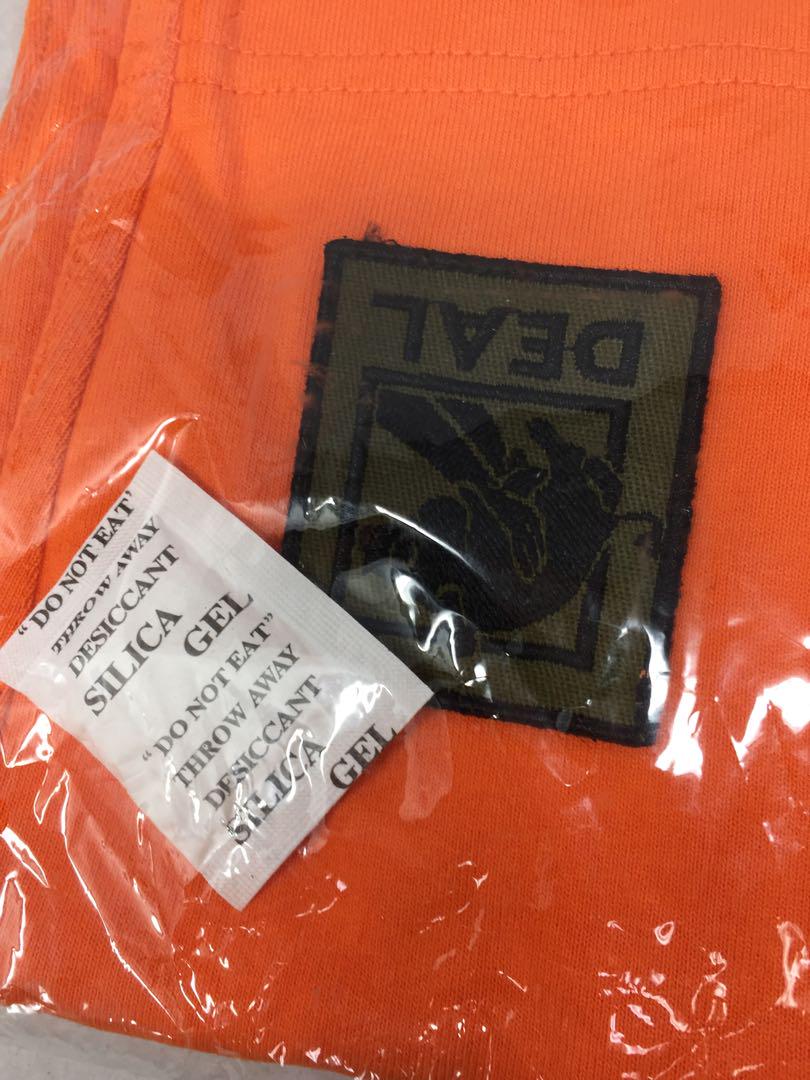 DEAL
"DO NOT EAT'
THROW AWAY
DESICCANT
SILICA GEL
"DO NOT EAT"
THROW AWAY
DESICCANT
SILICA GEL